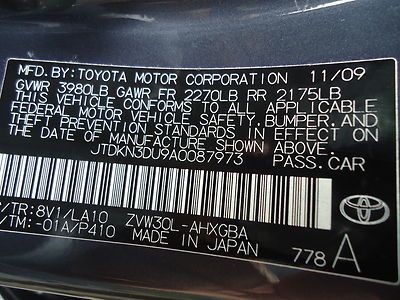 MFD. BY: TOYOTA MOTOR CORPORATION 11/09
GVWR 3980LB GAWR FR 2270LB RR 2175LB
THIS VEHICLE CONFORMS TO ALL APPLICABLE
FEDERAL MOTOR VEHICLE SAFETY, BUMPER,
AND THEFT PREVENTION STANDARDS IN EFFECT ON
THE DATE OF MANUFACTURE SHOWN ABOVE.
JTDKN3DU9A0087973 PASS.CAR
/TR:8V1/LA10 ZVW30L-AHXGBA
/TM:-01A/P410 MADE IN JAPAN
778 A
TOYOTA